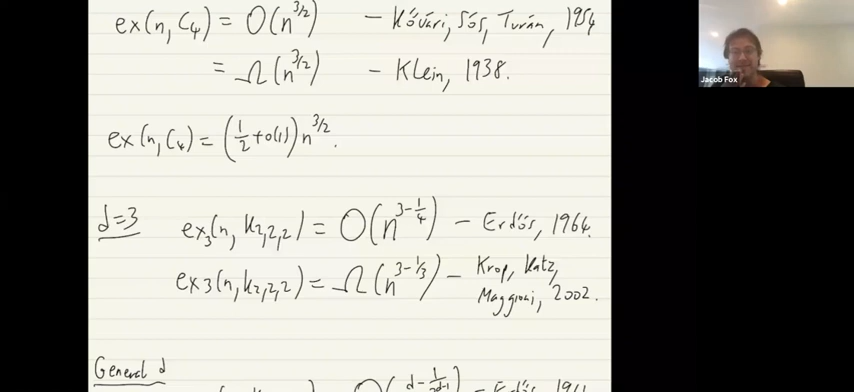 ex(n, C₄) = O(n^{3/2}) – Kővári, Sós, Turán, 1954
= Ω(n^{3/2}) – Klein, 1938.
ex(n, C₄) = (1/2 + o(1)) n^{3/2}.
d=3 ex₃(n, K₂,₂,₂) = O(n^{3-1/4}) – Erdős, 1964.
ex3(n, K₂,₂,₂) = Ω(n^{3-1/3}) – Krop, Katz,
Maggioni, 2002.
General d
Jacob Fox